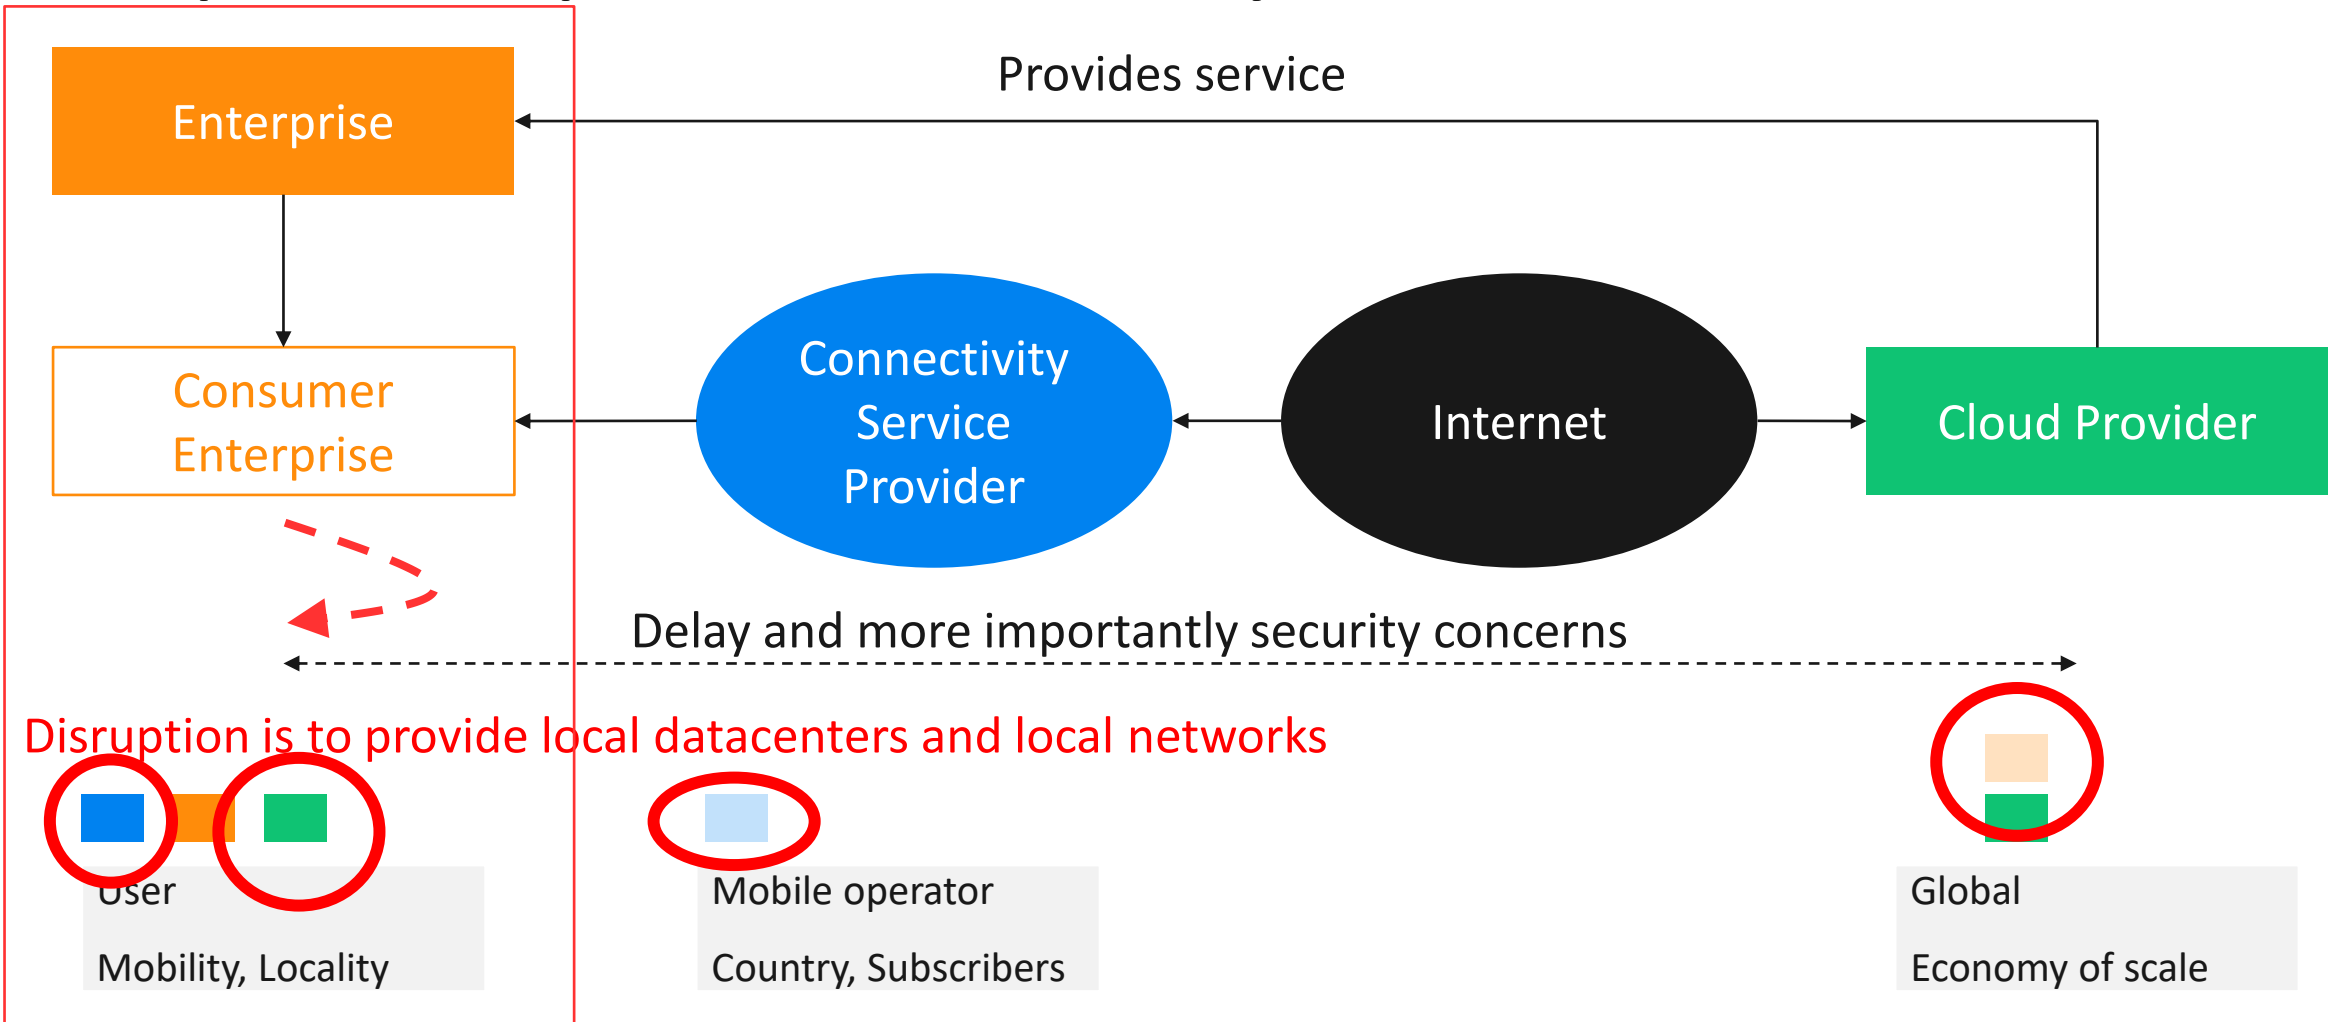 Provides service
Enterprise
Consumer
Enterprise
Connectivity
Service
Provider
Internet
Cloud Provider
Delay and more importantly security concerns
Disruption is to provide local datacenters and local networks
User
Mobility, Locality
Mobile operator
Country, Subscribers
Global
Economy of scale